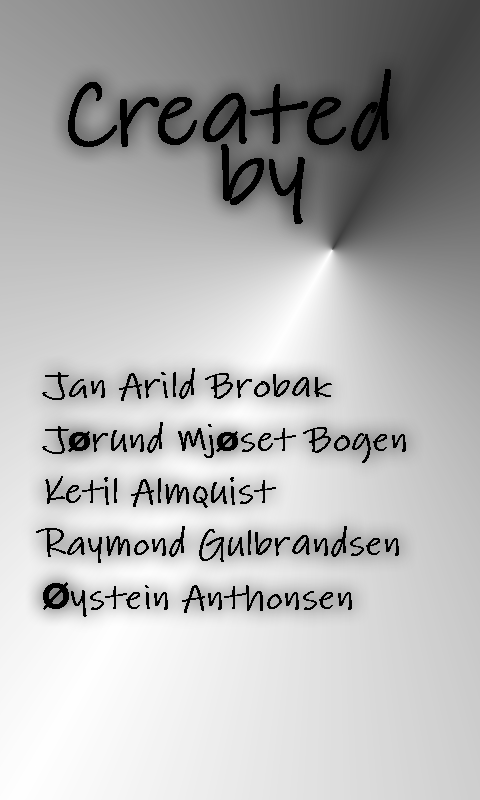 Created
by
Jan Arild Brobak
Jørund Mjøset Bogen
Ketil Almquist
Raymond Gulbrandsen
Øystein Anthonsen